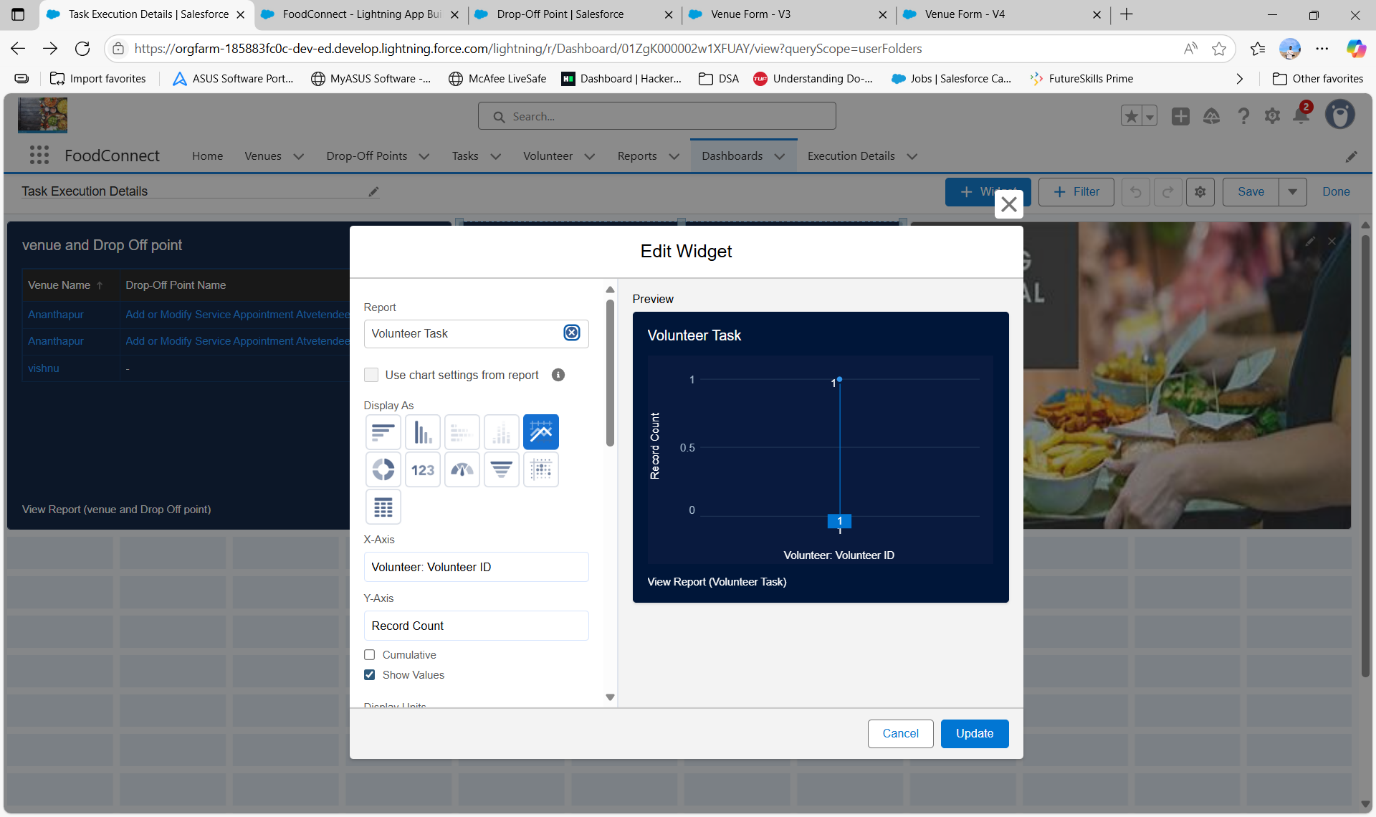 Task Execution Details | Salesforce
FoodConnect - Lightning App Bui
Drop-Off Point | Salesforce
Venue Form - V3
Venue Form - V4
https://orgfarm-185883fc0c-dev-ed.develop.lightning.force.com/lightning/r/Dashboard/01ZgK000002w1XFUAY/view?queryScope=userFolders
Import favorites
ASUS Software Port...
MyASUS Software -...
McAfee LiveSafe
Dashboard | Hacker...
DSA
Understanding Do-...
Jobs | Salesforce Ca...
FutureSkills Prime
Other favorites
Search...
2
FoodConnect
Home
Venues
Drop-Off Points
Tasks
Volunteer
Reports
Dashboards
Execution Details
Task Execution Details
+ Filter
Save
Done
venue and Drop Off point
Venue Name ↑
Drop-Off Point Name
Ananthapur
Add or Modify Service Appointment Atvetendee
Ananthapur
Add or Modify Service Appointment Atvetendee
vishnu
-
View Report (venue and Drop Off point)
Edit Widget
Report
Volunteer Task
Use chart settings from report
Display As
123
X-Axis
Volunteer: Volunteer ID
Y-Axis
Record Count
Cumulative
Show Values
Display Units
Preview
Volunteer Task
Record Count
1
0.5
0
1
1
1
Volunteer: Volunteer ID
View Report (Volunteer Task)
Cancel
Update